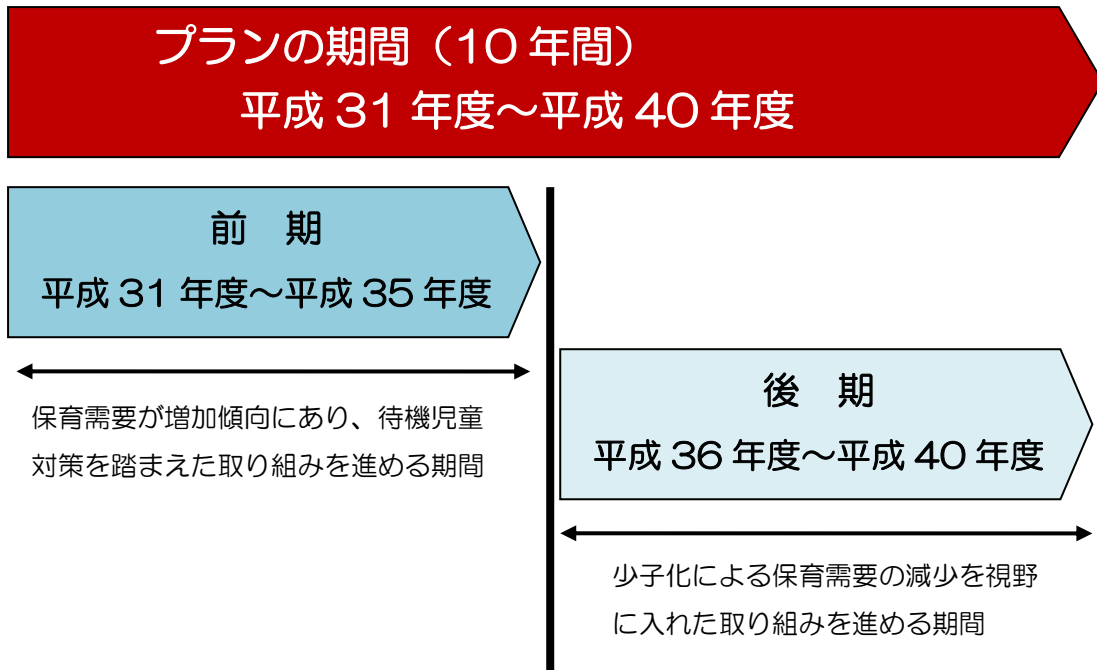 プランの期間（10年間）
平成31年度～平成40年度
前　期
平成31年度～平成35年度
保育需要が増加傾向にあり、待機児童
対策を踏まえた取り組みを進める期間
後　期
平成36年度～平成40年度
少子化による保育需要の減少を視野
に入れた取り組みを進める期間